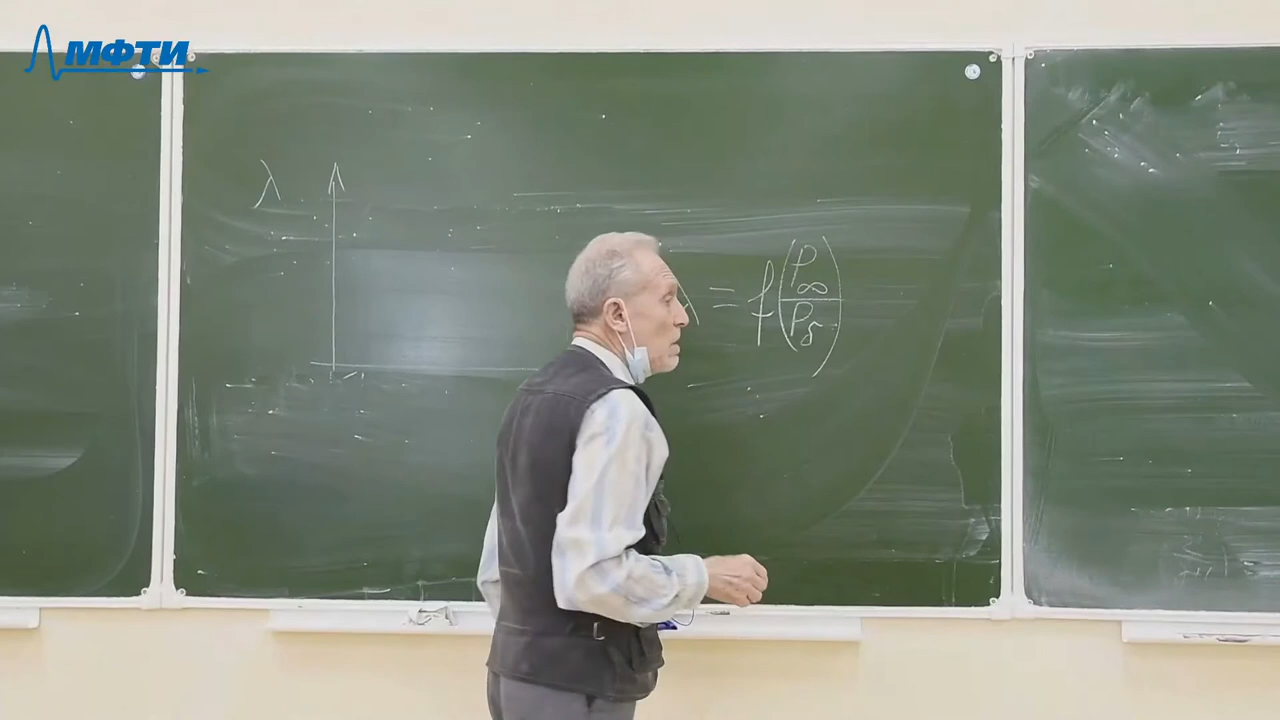 МФТИ
λ
λ = f(P∞/Pδ)